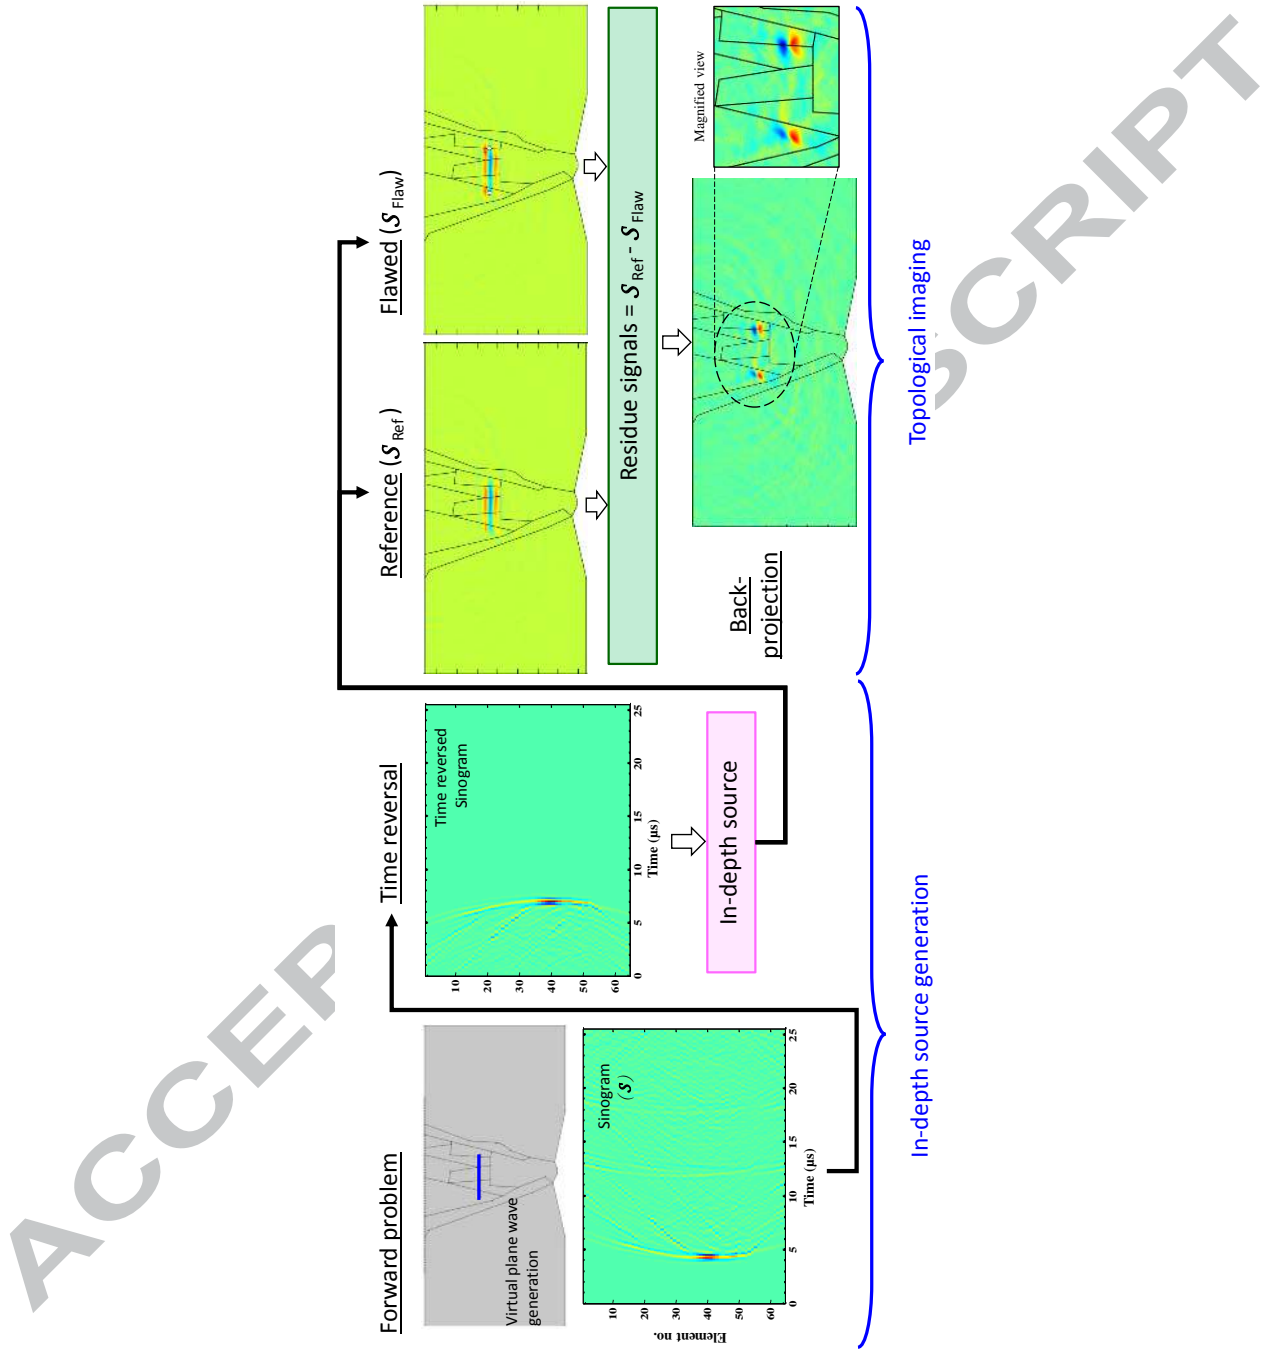 ACCEP
SCRIPT
Forward problem
Virtual plane wave
generation
Sinogram
(S)
Element no.
10
20
30
40
50
60
0
5
10
15
20
25
Time (µs)
Time reversal
Time reversed
Sinogram
10
20
30
40
50
60
0
5
10
15
20
25
Time (µs)
In-depth source
In-depth source generation
Reference (S Ref)
Flawed (S Flaw)
Residue signals = S Ref - S Flaw
Back-
projection
Magnified view
Topological imaging